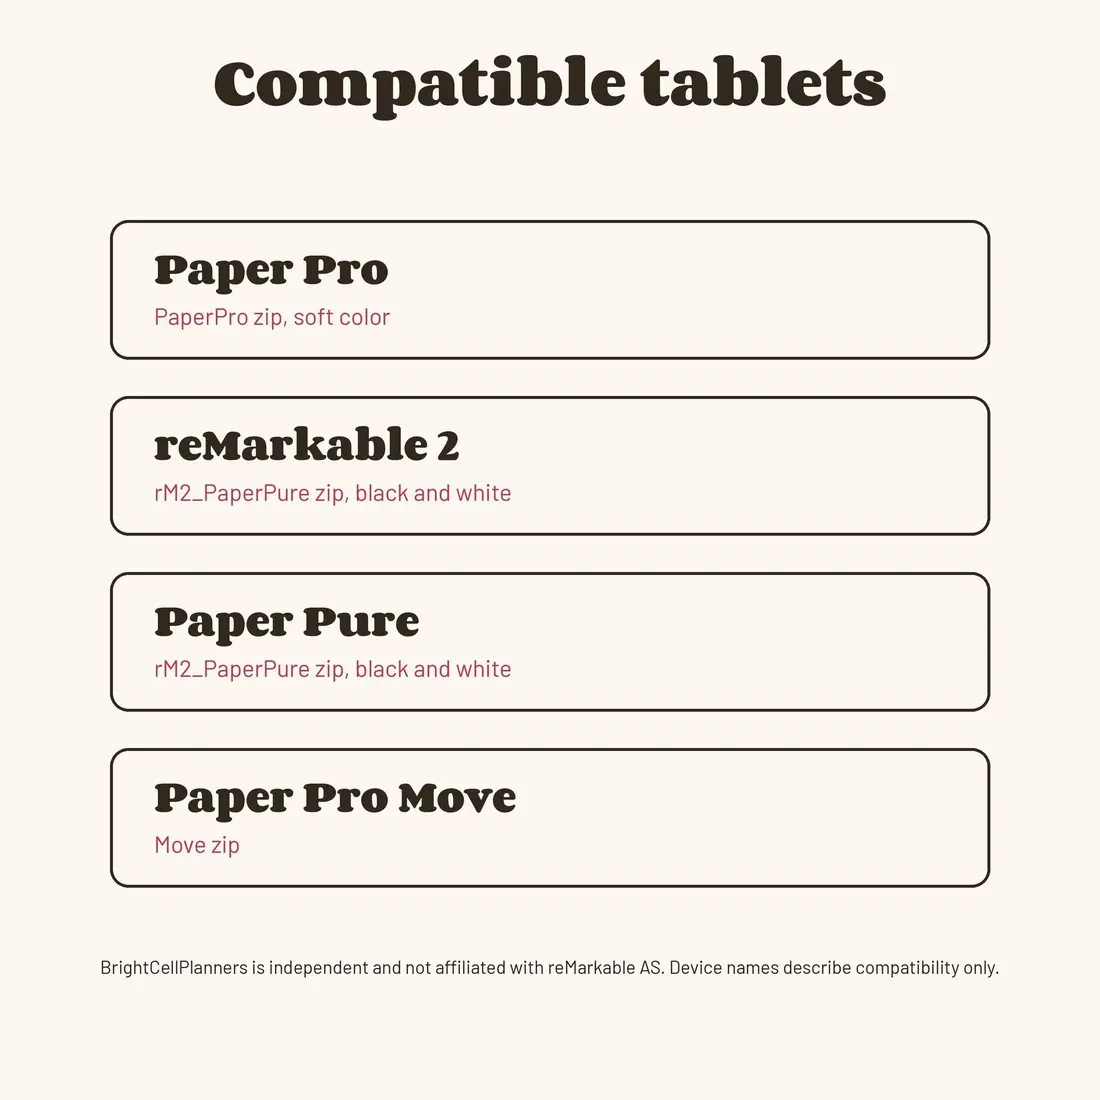 Compatible tablets
Paper Pro
PaperPro zip, soft color
reMarkable 2
rM2_PaperPure zip, black and white
Paper Pure
rM2_PaperPure zip, black and white
Paper Pro Move
Move zip
BrightCellPlanners is independent and not affiliated with reMarkable AS. Device names describe compatibility only.